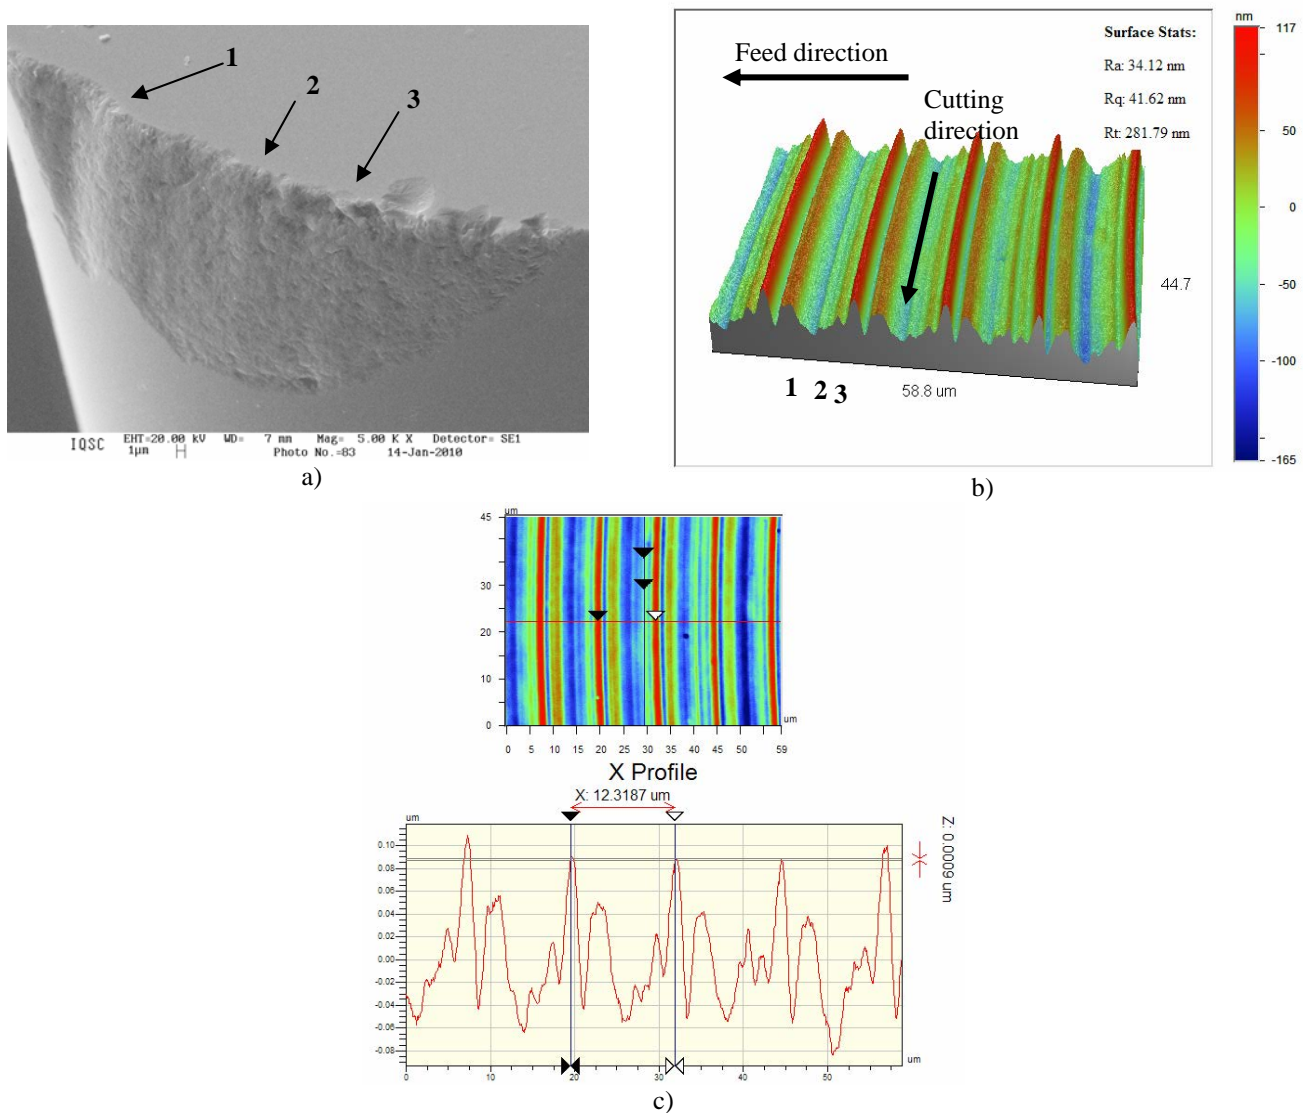 1
2
3
IQSC EHT=20.00 kV WD= 7 mm Mag= 5.00 K X Detector= SE1
1µm Photo No.=83 14-Jan-2010
a)
Feed direction
Cutting
direction
Surface Stats:
Ra: 34.12 nm
Rq: 41.62 nm
Rt: 281.79 nm
44.7
58.8 um
1 2 3
nm
117
50
0
-50
-100
-165
b)
um
45
30
20
10
0
um
0 5 10 15 20 25 30 35 40 45 50 59
X Profile
X: 12.3187 um
um
0.10
0.08
0.04
0.02
0.00
-0.02
-0.04
-0.06
-0.08
0 10 20 30 40 50
um
Z: 0.0009 um
c)